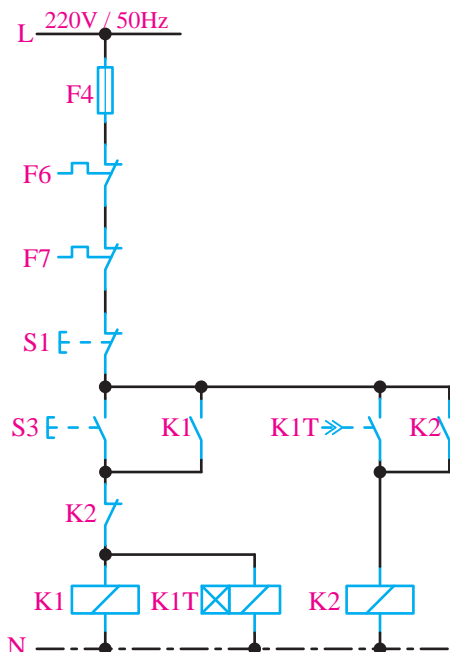 L 220V / 50Hz
F4
F6
F7
S1
S3 K1 K1T K2
K2
K1 K1T K2
N